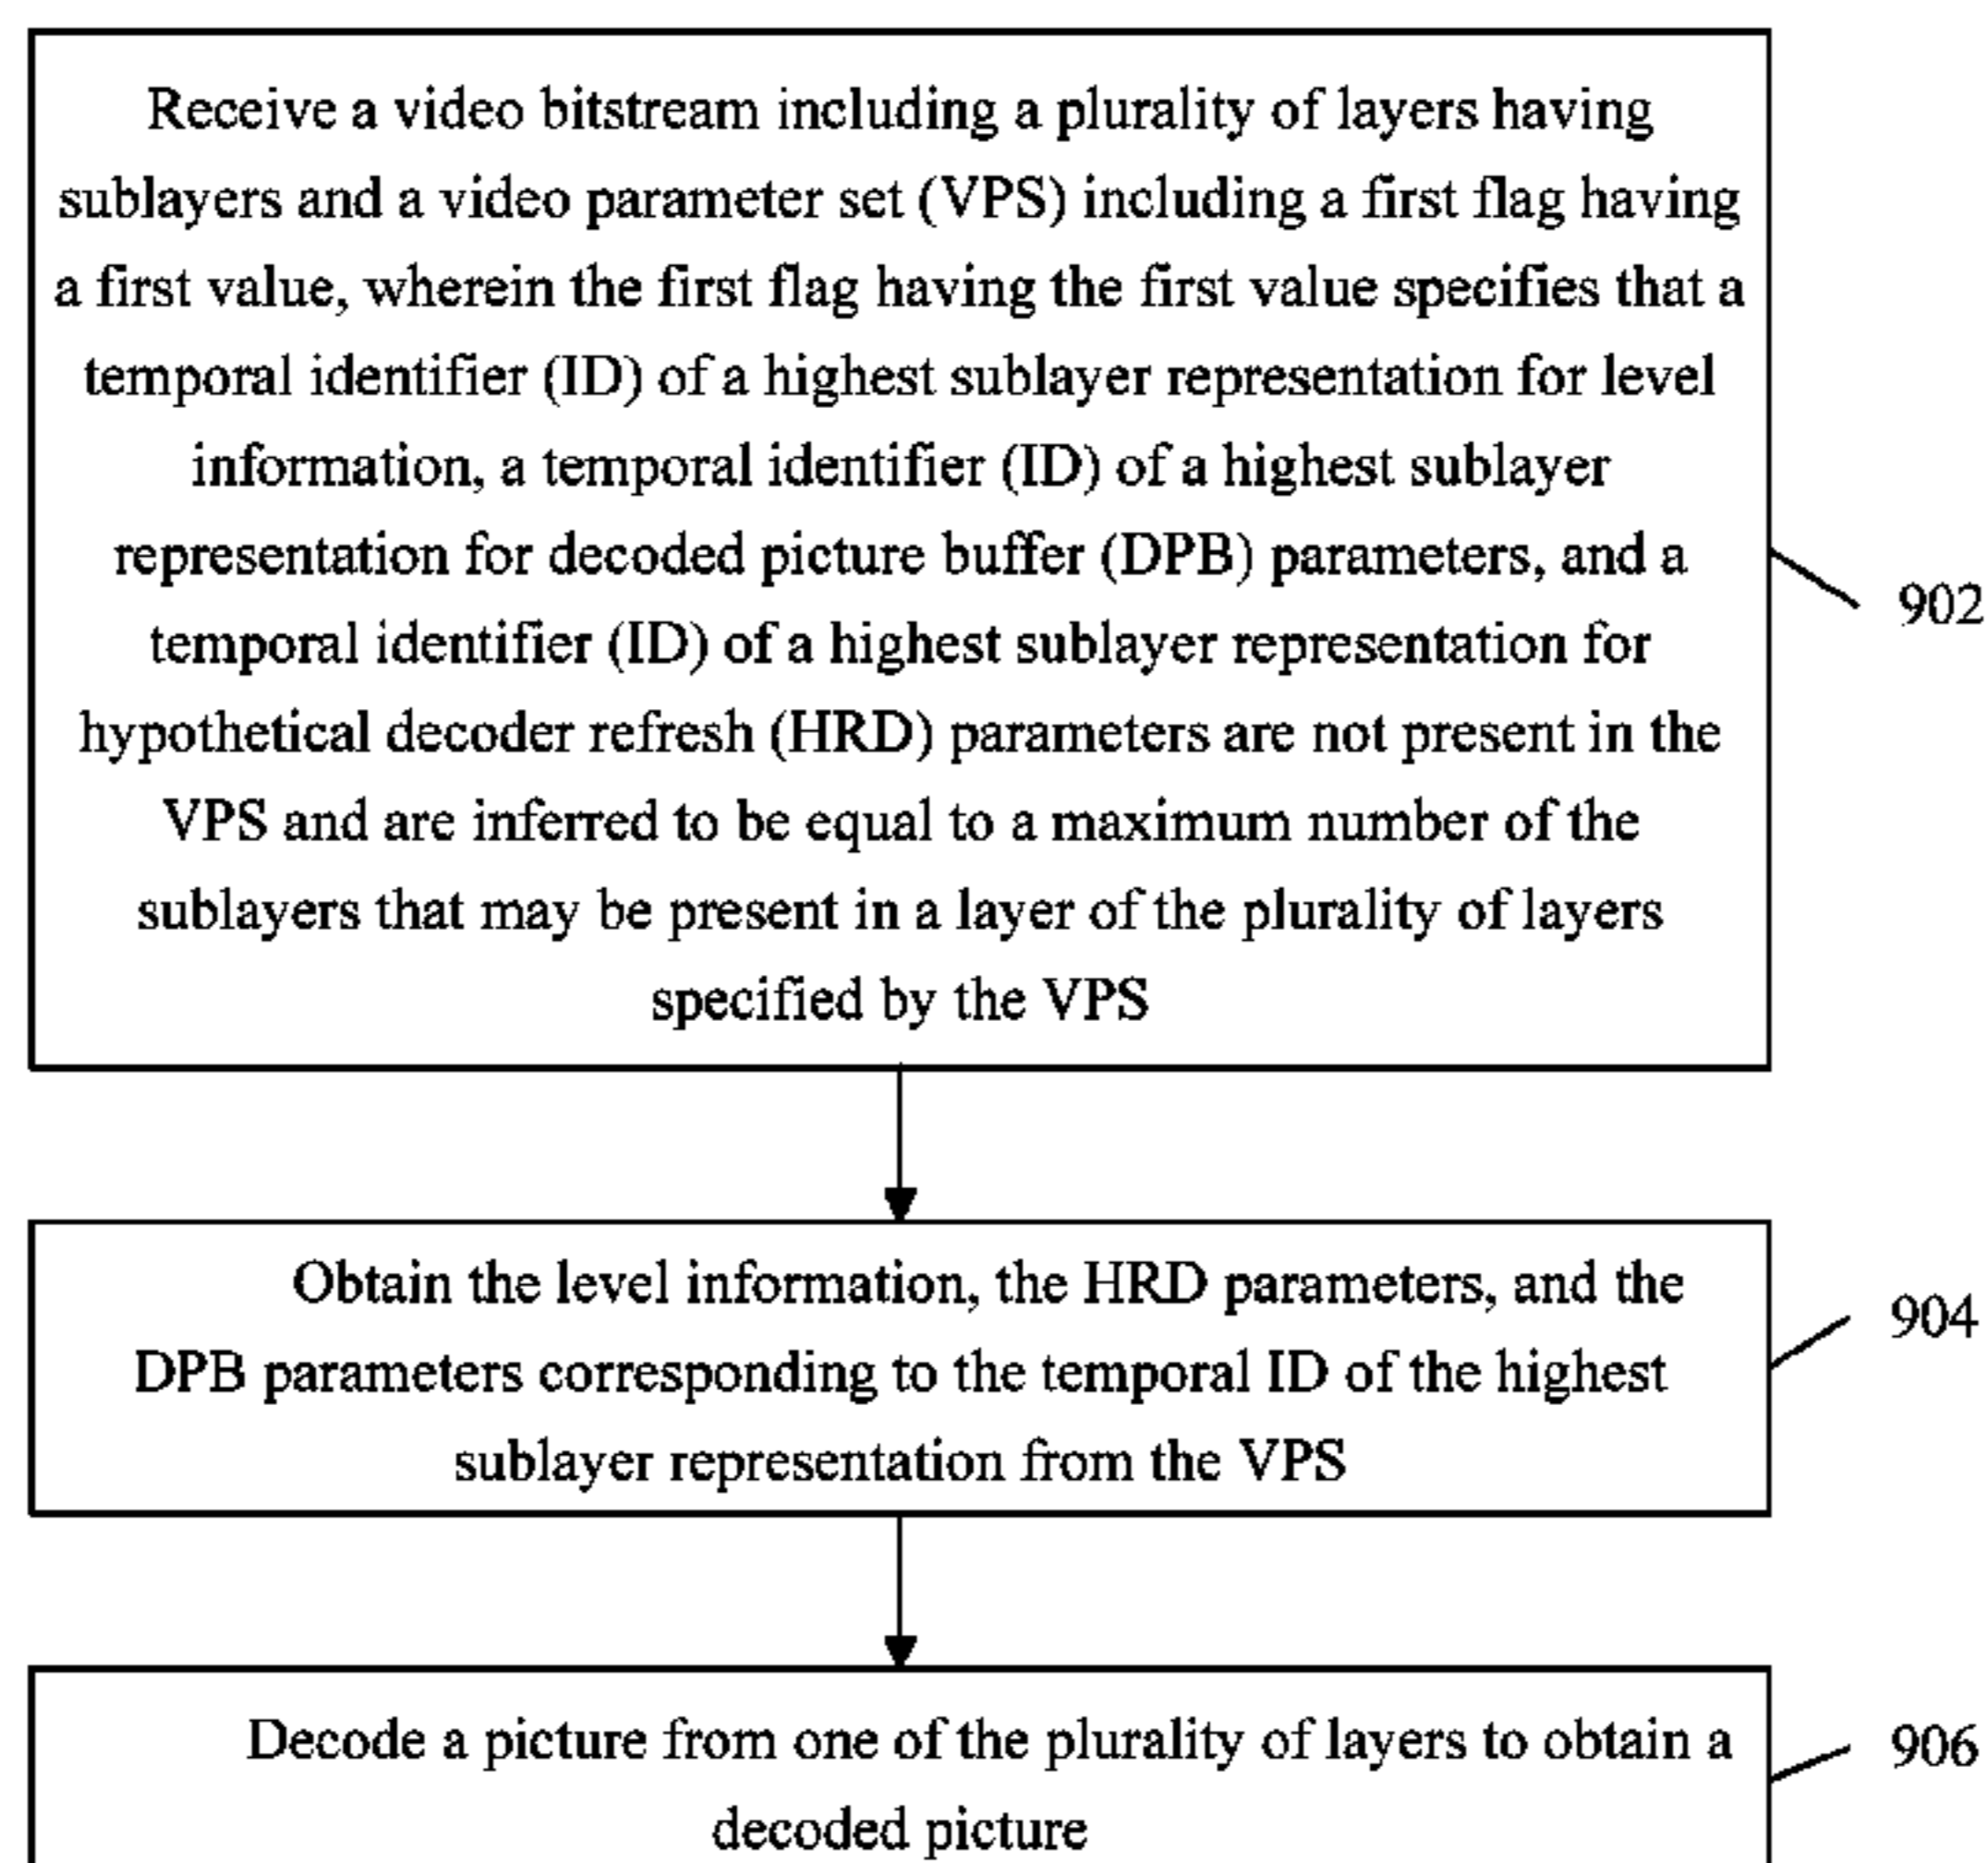 Receive a video bitstream including a plurality of layers having
sublayers and a video parameter set (VPS) including a first flag having
a first value, wherein the first flag having the first value specifies that a
temporal identifier (ID) of a highest sublayer representation for level
information, a temporal identifier (ID) of a highest sublayer
representation for decoded picture buffer (DPB) parameters, and a
temporal identifier (ID) of a highest sublayer representation for
hypothetical decoder refresh (HRD) parameters are not present in the
VPS and are inferred to be equal to a maximum number of the
sublayers that may be present in a layer of the plurality of layers
specified by the VPS
902
Obtain the level information, the HRD parameters, and the
DPB parameters corresponding to the temporal ID of the highest
sublayer representation from the VPS
904
Decode a picture from one of the plurality of layers to obtain a
decoded picture
906